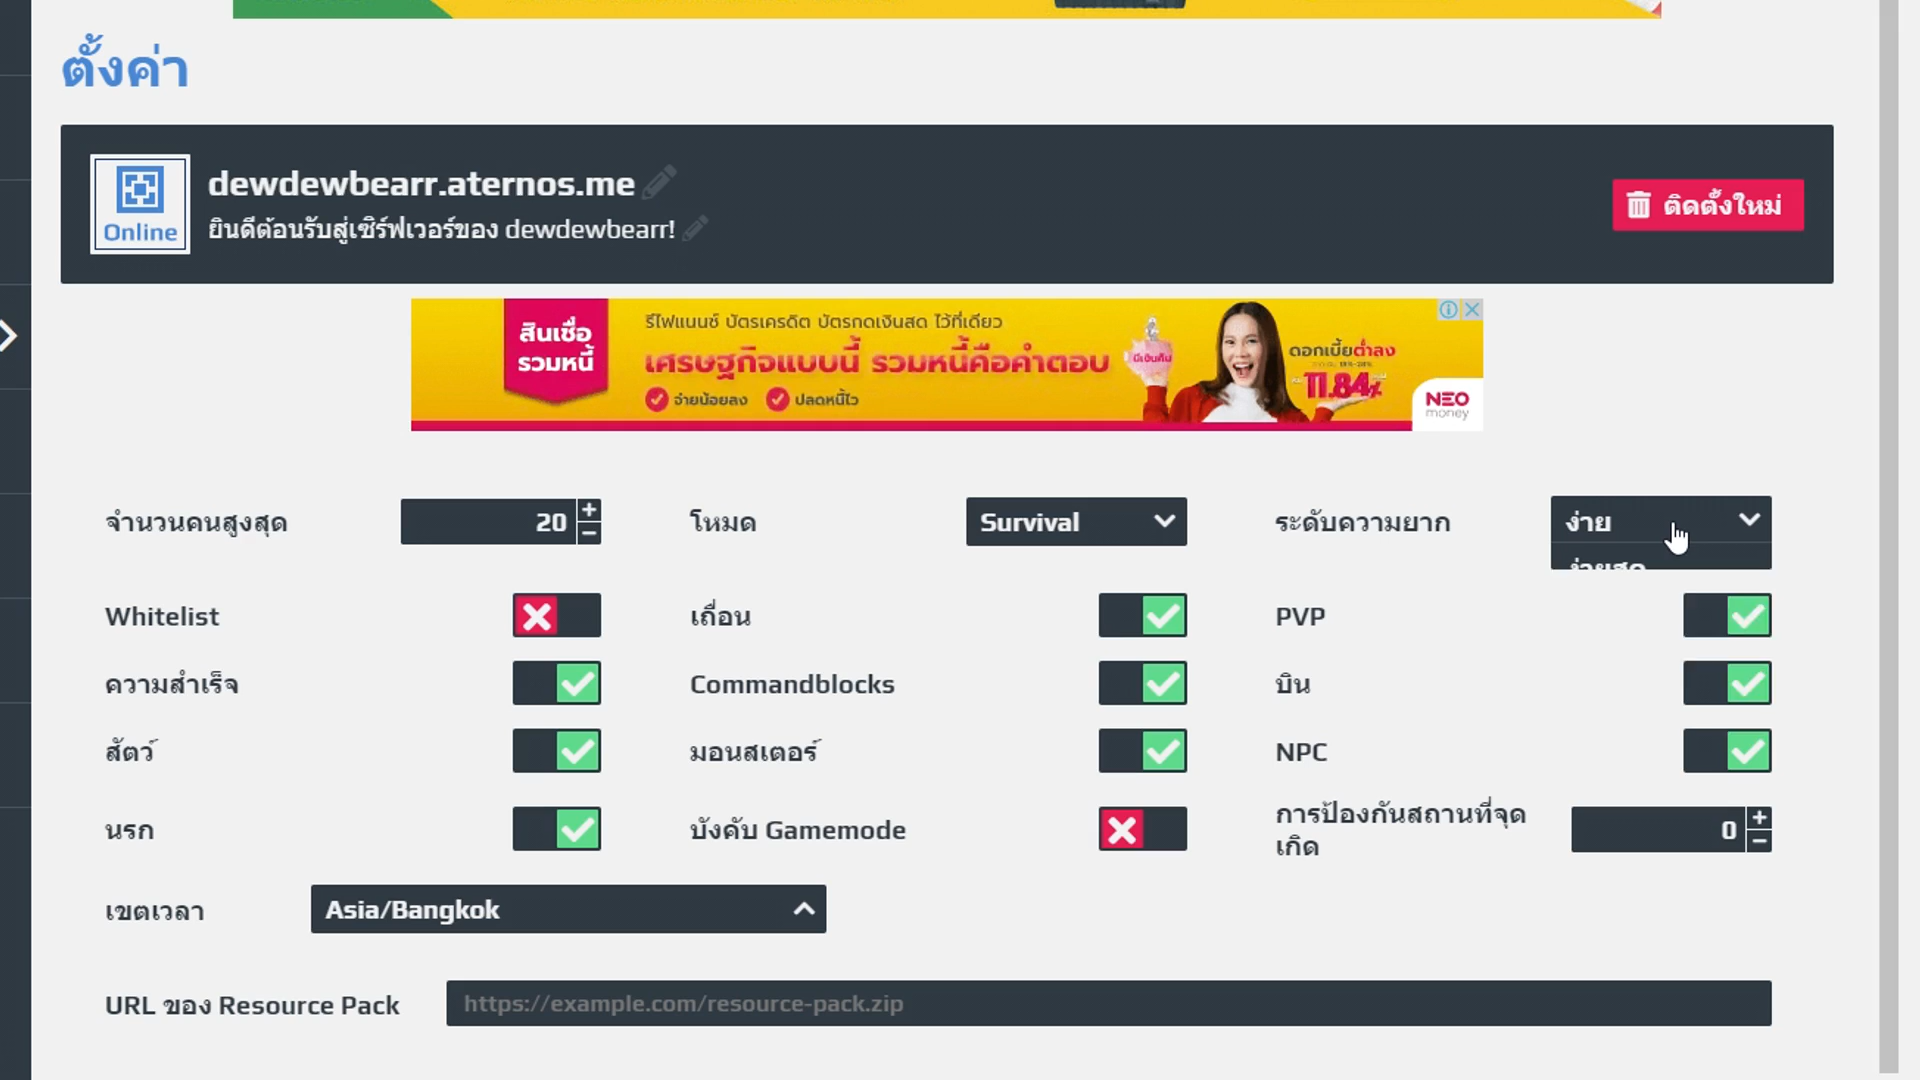 ตั้งค่า
dewdewbearr.aternos.me
Online
ยินดีต้อนรับสู่เซิร์ฟเวอร์ของ dewdewbearr!
ติดตั้งใหม่
สินเชื่อ
รวมหนี้
รีไฟแนนซ์ บัตรเครดิต บัตรกดเงินสด ไว้ที่เดียว
เศรษฐกิจแบบนี้ รวมหนี้คือคำตอบ
จ่ายน้อยลง
ปลดหนี้ไว
มีเงินคืน
ดอกเบี้ยต่ำลง
11.84%
NEO
money
จำนวนคนสูงสุด
20
โหมด
Survival
ระดับความยาก
ง่าย
ง่ายสุด
Whitelist
เถื่อน
PVP
ความสำเร็จ
Commandblocks
บิน
สัตว์
มอนสเตอร์
NPC
นรก
บังคับ Gamemode
การป้องกันสถานที่จุด
เกิด
0
เขตเวลา
Asia/Bangkok
URL ของ Resource Pack
https://example.com/resource-pack.zip